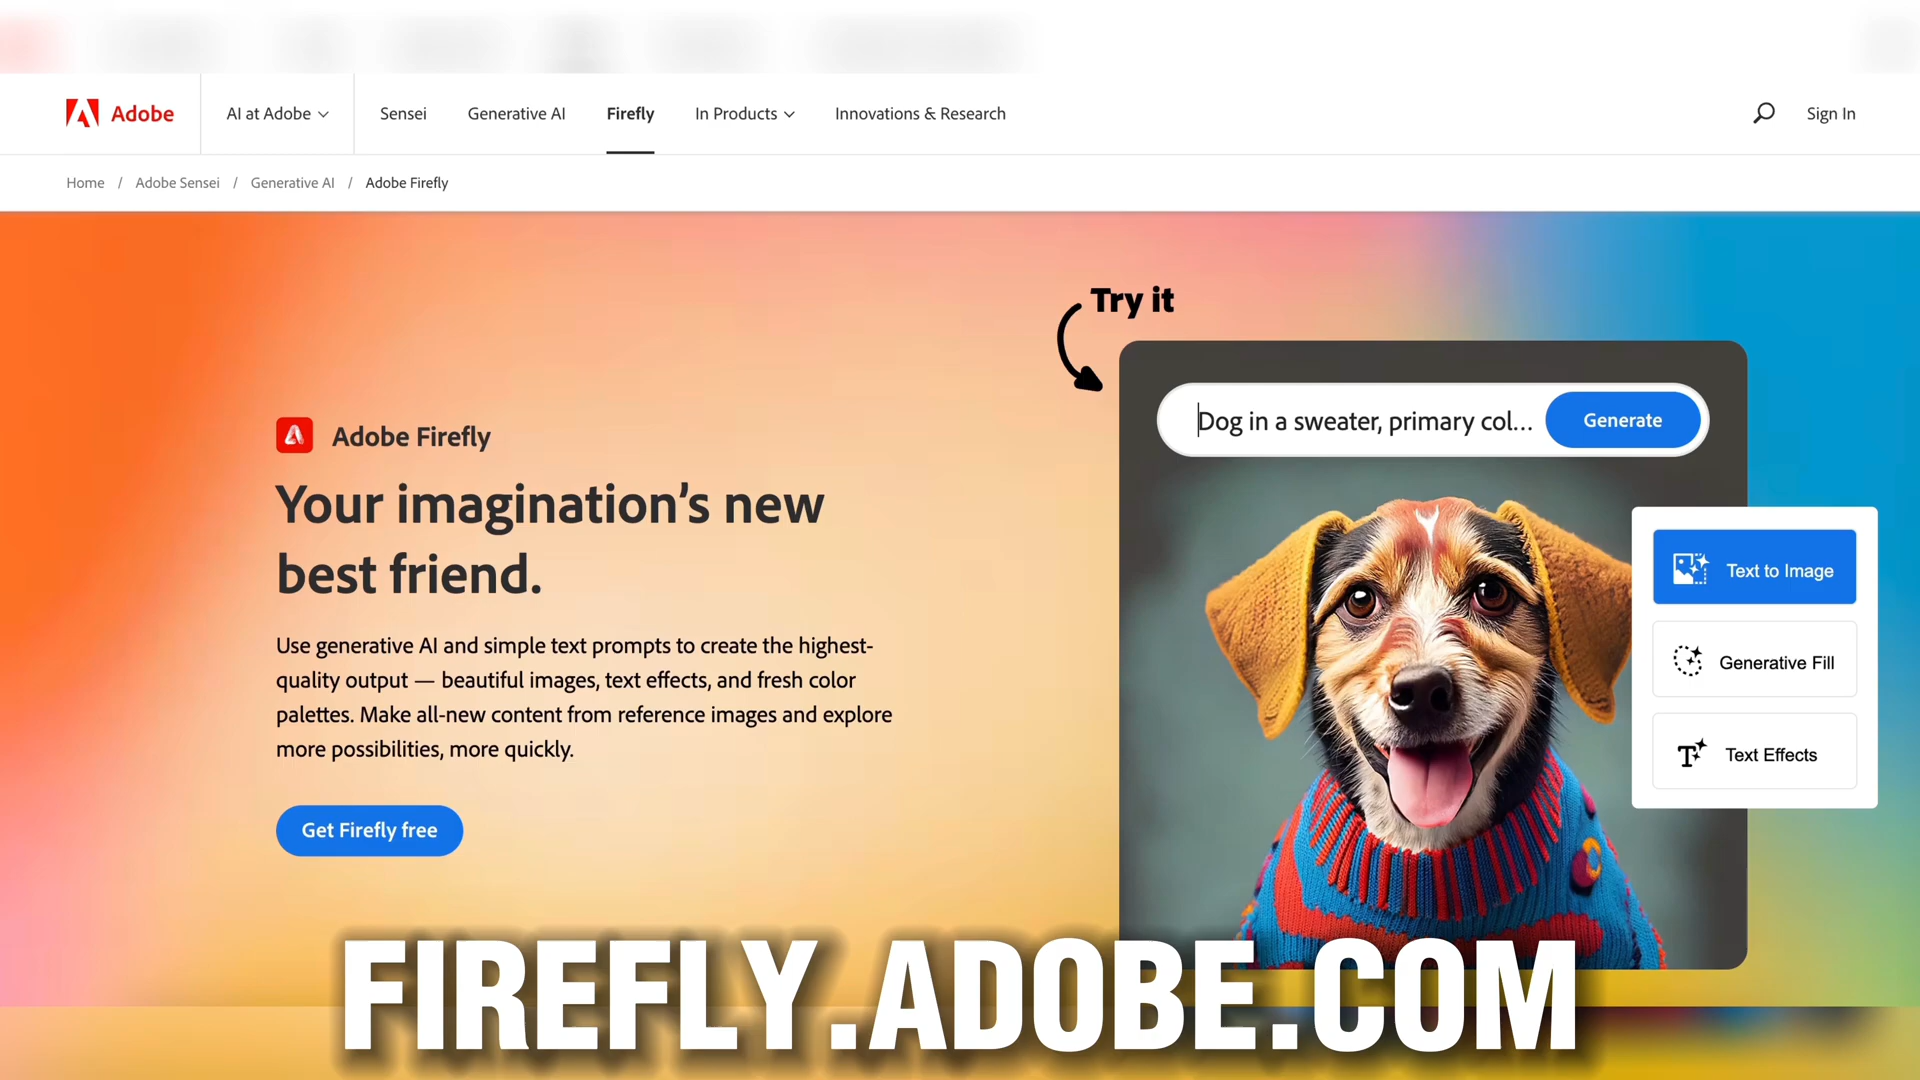 Adobe
AI at Adobe
Sensei
Generative AI
Firefly
In Products
Innovations & Research
Sign In
Home / Adobe Sensei / Generative AI / Adobe Firefly
Try it
Dog in a sweater, primary col...
Generate
Adobe Firefly
Your imagination's new
best friend.
Use generative AI and simple text prompts to create the highest-
quality output — beautiful images, text effects, and fresh color
palettes. Make all-new content from reference images and explore
more possibilities, more quickly.
Get Firefly free
Text to Image
Generative Fill
Text Effects
FIREFLY.ADOBE.COM